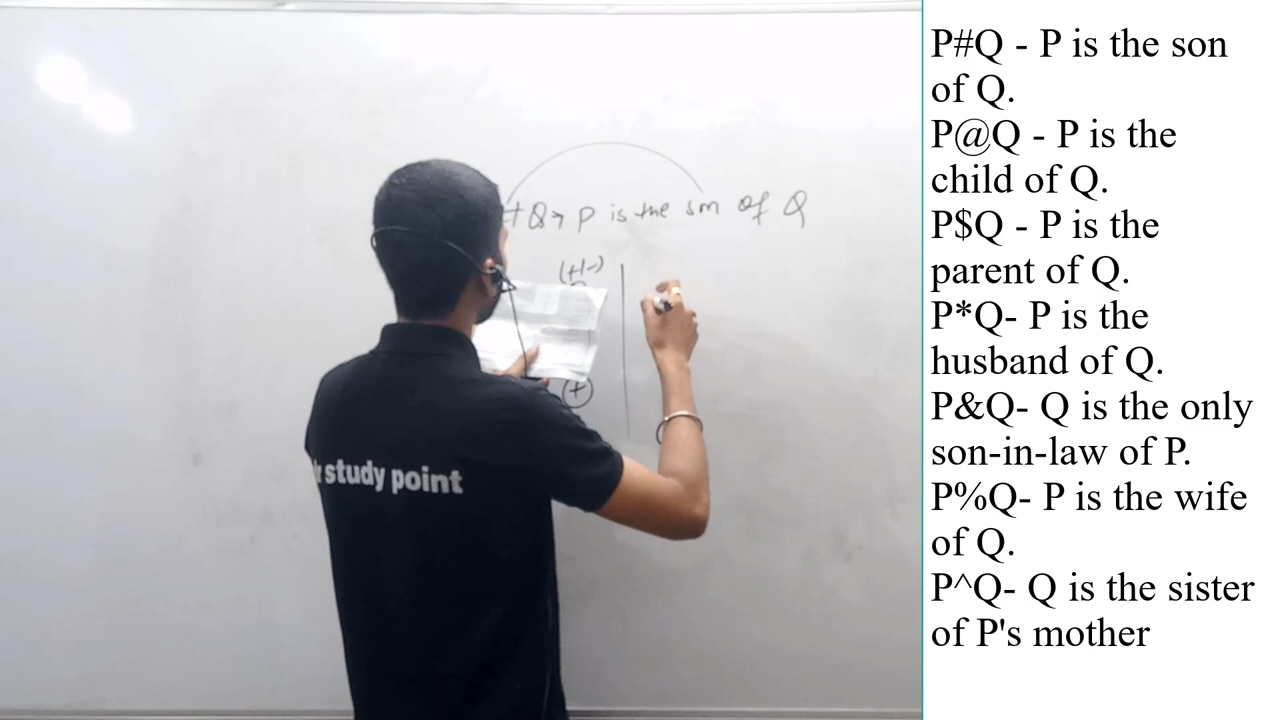 Q→ P is the son of Q
(+/-)
+
study point
P#Q - P is the son
of Q.
P@Q - P is the
child of Q.
P$Q - P is the
parent of Q.
P*Q- P is the
husband of Q.
P&Q- Q is the only
son-in-law of P.
P%Q- P is the wife
of Q.
P^Q- Q is the sister
of P's mother